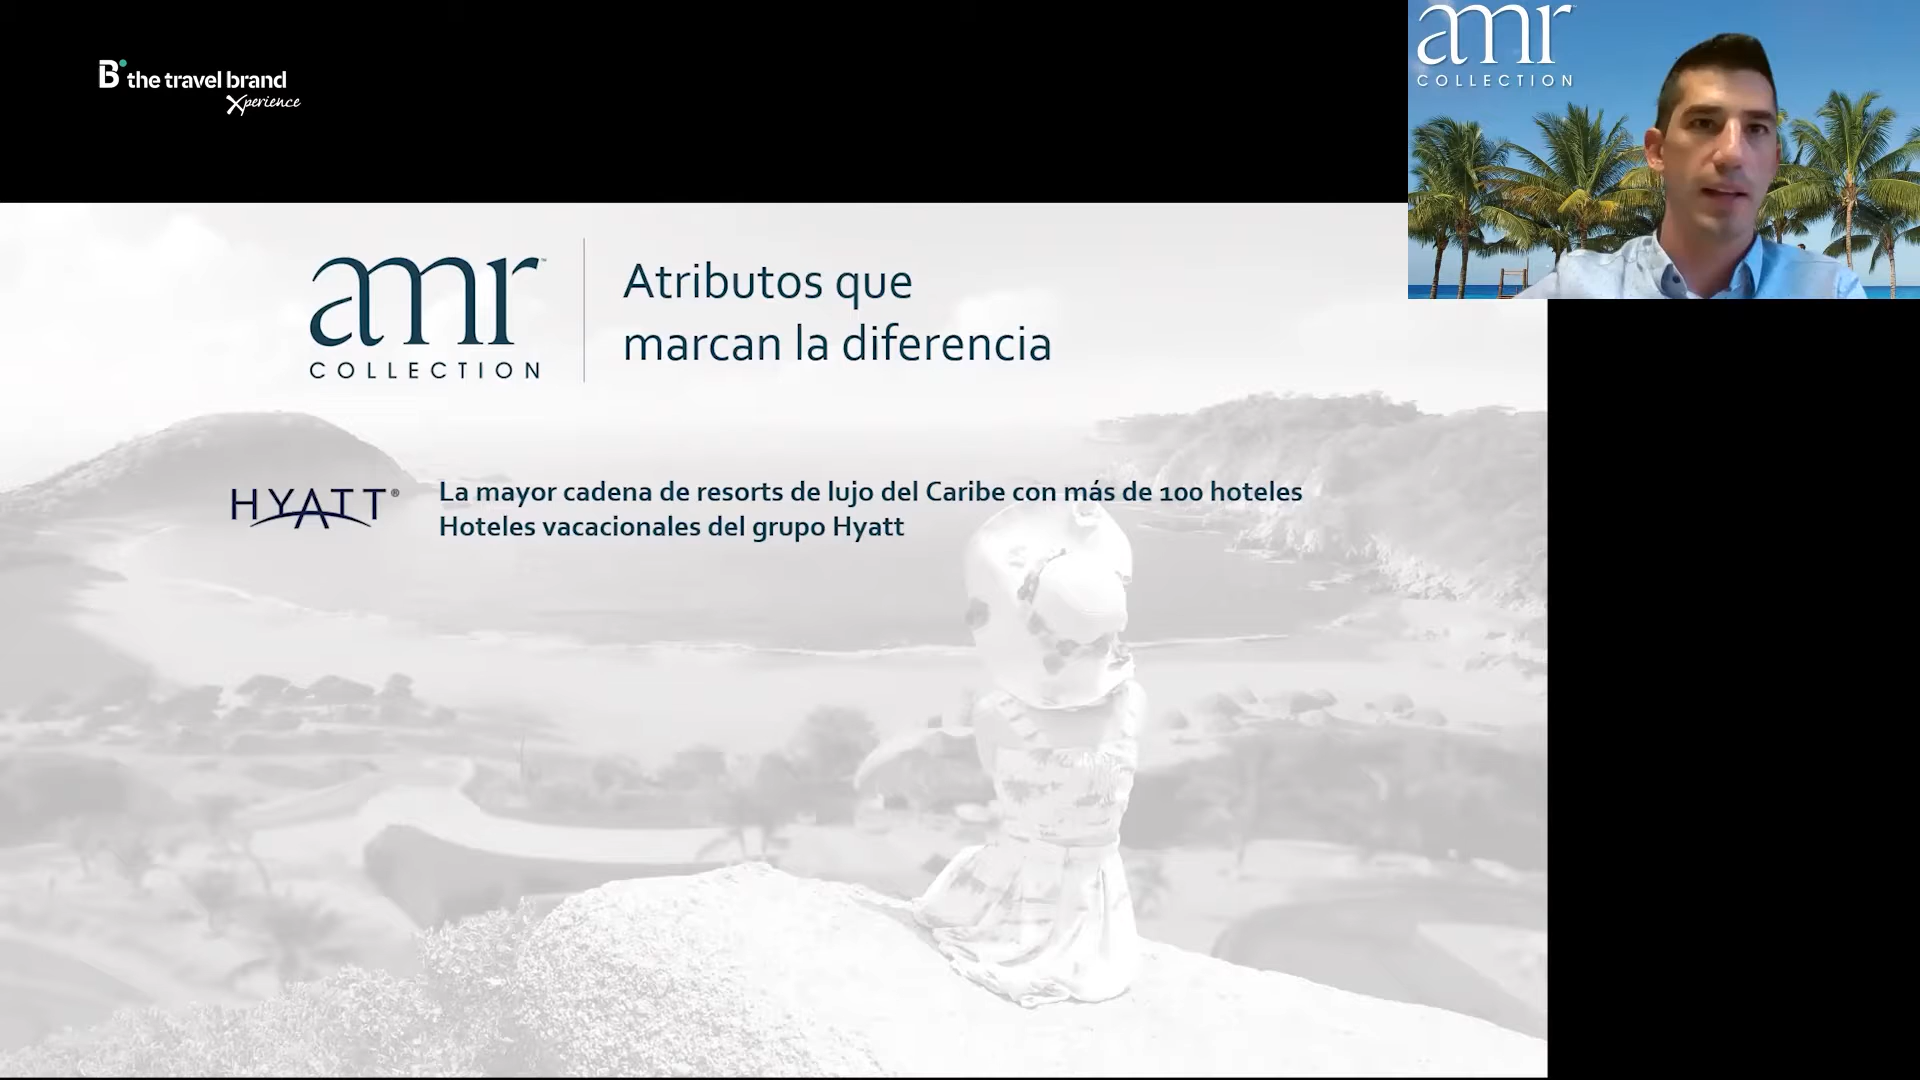 B the travel brand
Xperience
amr
COLLECTION
amr
COLLECTION
Atributos que
marcan la diferencia
HYATT®
La mayor cadena de resorts de lujo del Caribe con más de 100 hoteles
Hoteles vacacionales del grupo Hyatt